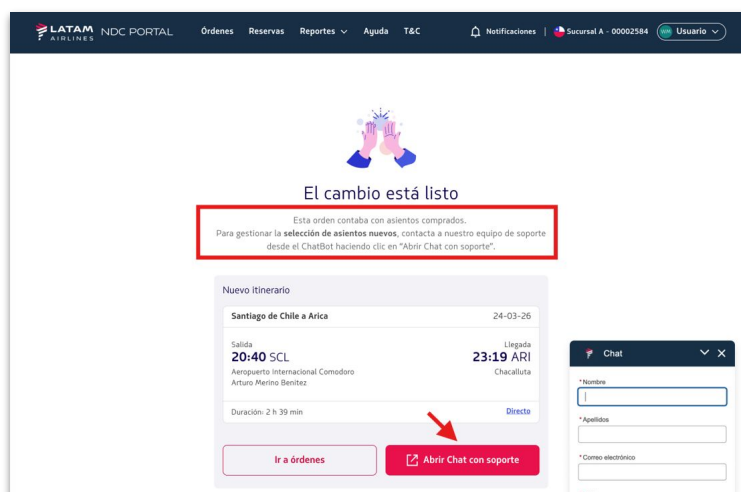 LATAM AIRLINES NDC PORTAL Órdenes Reservas Reportes Ayuda T&C Notificaciones | Sucursal A - 00002584 WM Usuario
El cambio está listo
Esta orden contaba con asientos comprados.
Para gestionar la selección de asientos nuevos, contacta a nuestro equipo de soporte
desde el ChatBot haciendo clic en “Abrir Chat con soporte”.
Nuevo itinerario
Santiago de Chile a Arica 24-03-26
Salida Llegada
20:40 SCL 23:19 ARI
Aeropuerto Internacional Comodoro Chacalluta
Arturo Merino Benítez
Duración: 2 h 39 min Directo
Ir a órdenes Abrir Chat con soporte
Chat
*Nombre
*Apellidos
*Correo electrónico